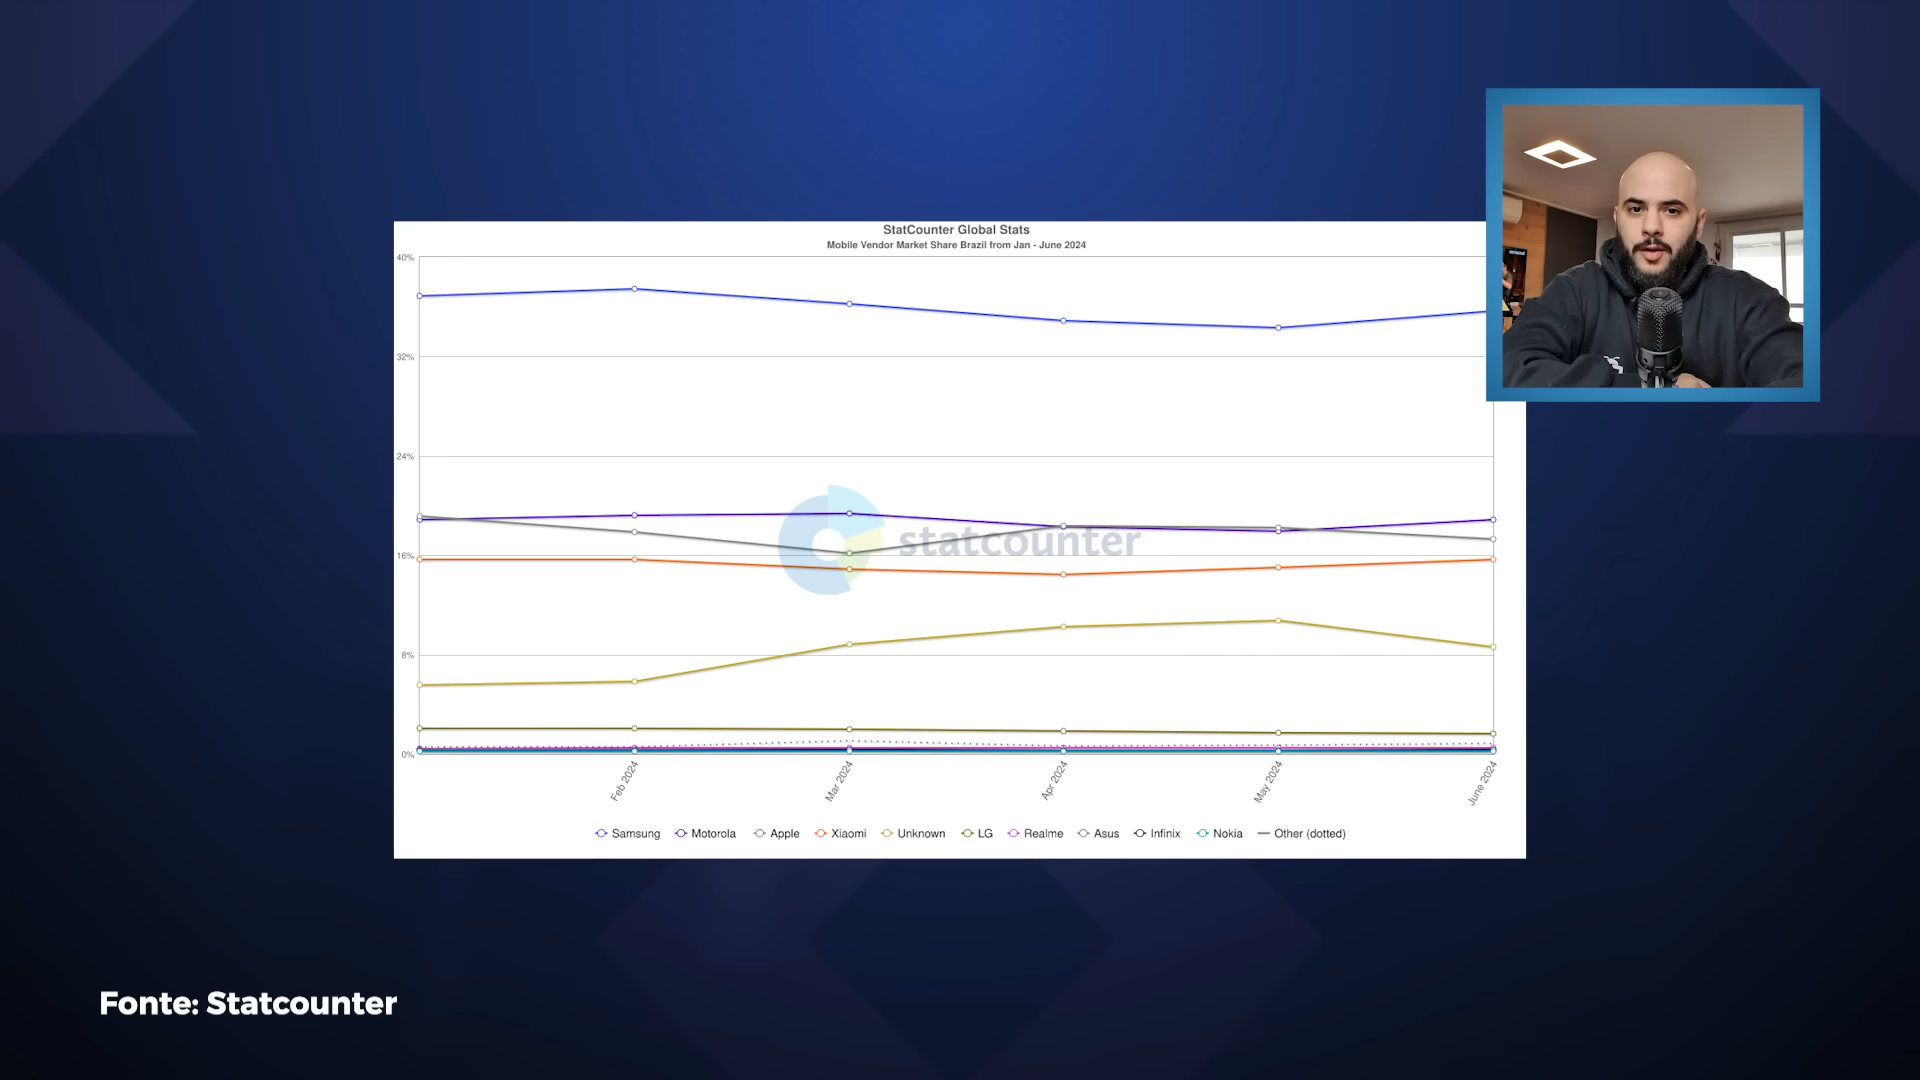 StatCounter Global Stats
Mobile Vendor Market Share Brazil from Jan - June 2024
40%
32%
24%
16%
8%
0%
statcounter
Feb 2024
Mar 2024
Apr 2024
May 2024
June 2024
Samsung Motorola Apple Xiaomi Unknown LG Realme Asus Infinix Nokia Other (dotted)
Fonte: Statcounter